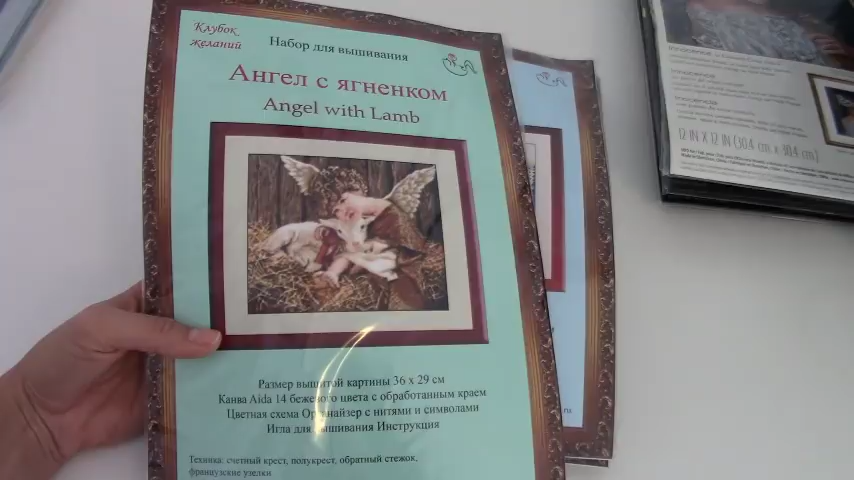 Клубок
желаний
Набор для вышивания
Ангел с ягненком
Angel with Lamb
Размер вышитой картины 36 х 29 см
Канва Aida 14 бежевого цвета с обработанным краем
Цветная схема Органайзер с нитями и символами
Игла для вышивания Инструкция
Техника: счетный крест, полукрест, обратный стежок,
французские узелки
12 IN X 12 IN (30.4 cm x 30.4 cm)